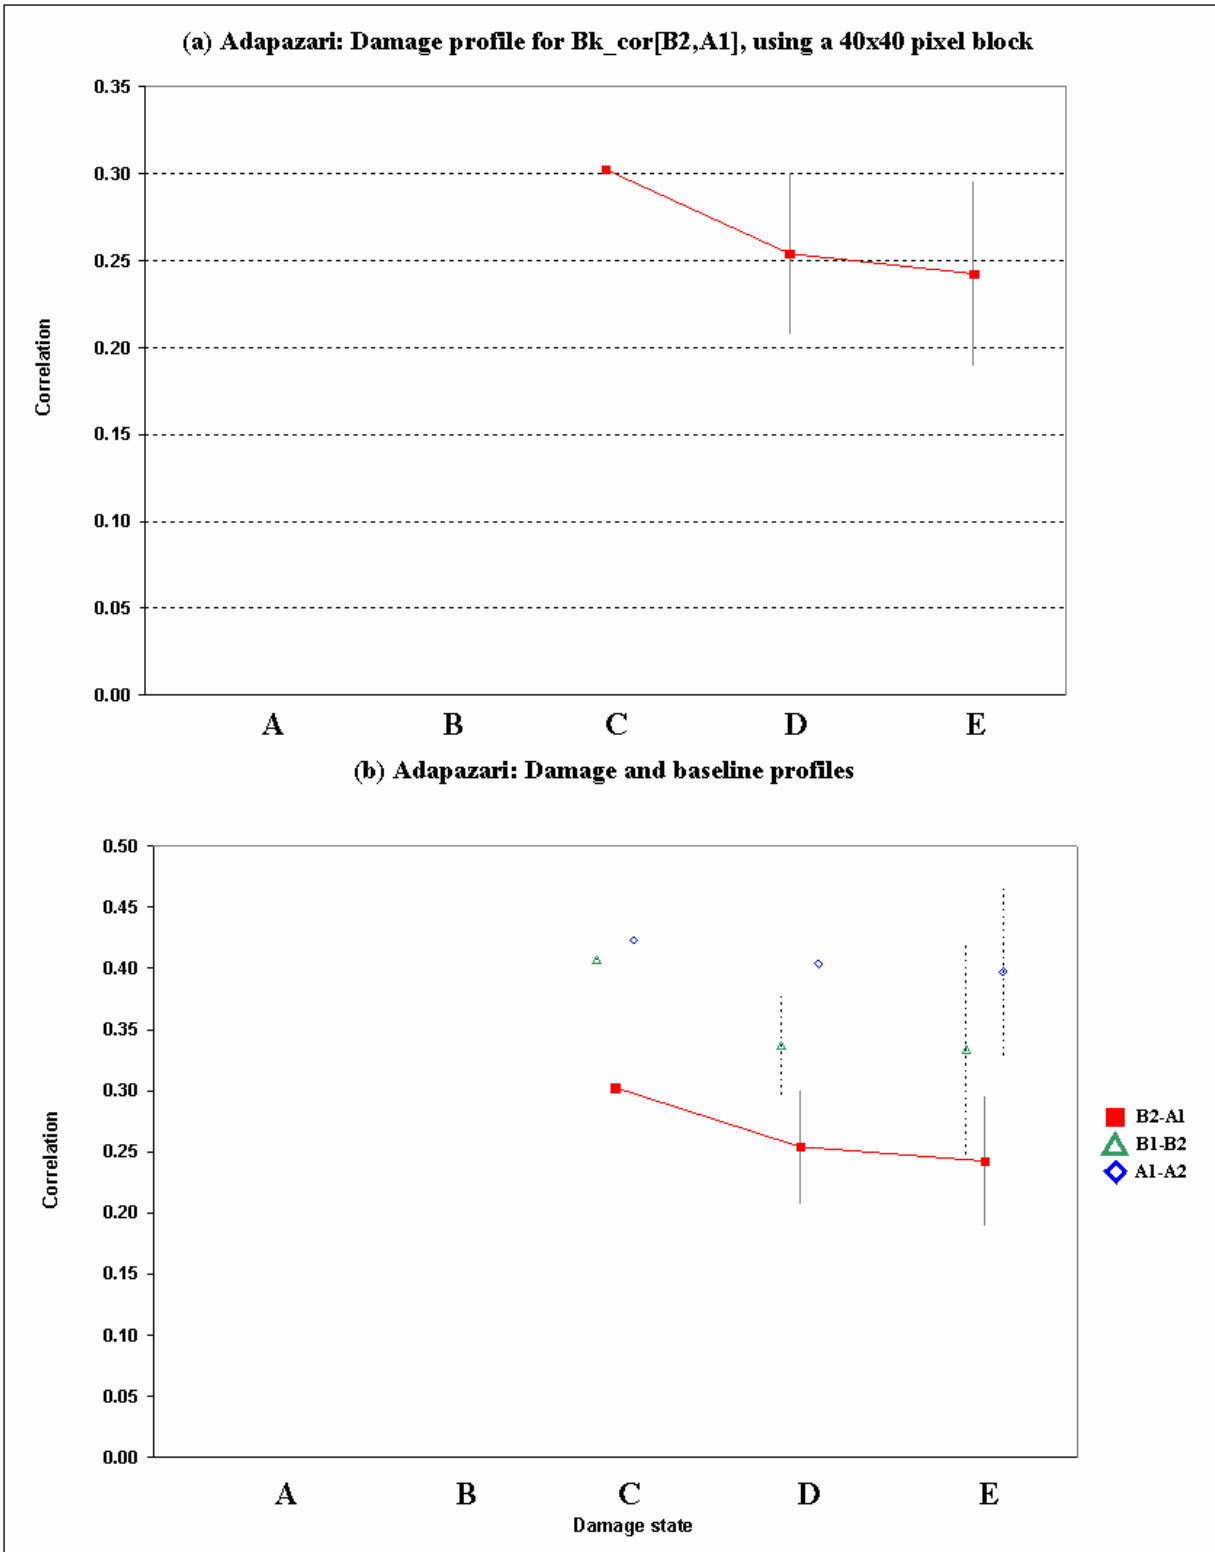 (a) Adapazari: Damage profile for Bk_cor[B2,A1], using a 40x40 pixel block
0.35
0.30
0.25
0.20
0.15
0.10
0.05
0.00
Correlation
A B C D E
(b) Adapazari: Damage and baseline profiles
0.50
0.45
0.40
0.35
0.30
0.25
0.20
0.15
0.10
0.05
0.00
Correlation
A B C D E
Damage state
B2-A1
B1-B2
A1-A2